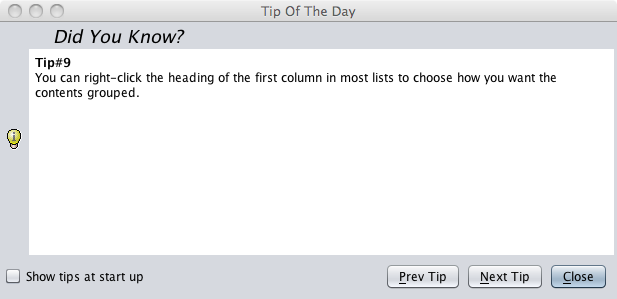 Tip Of The Day
Did You Know?
Tip#9
You can right-click the heading of the first column in most lists to choose how you want the
contents grouped.
Show tips at start up
Prev Tip
Next Tip
Close